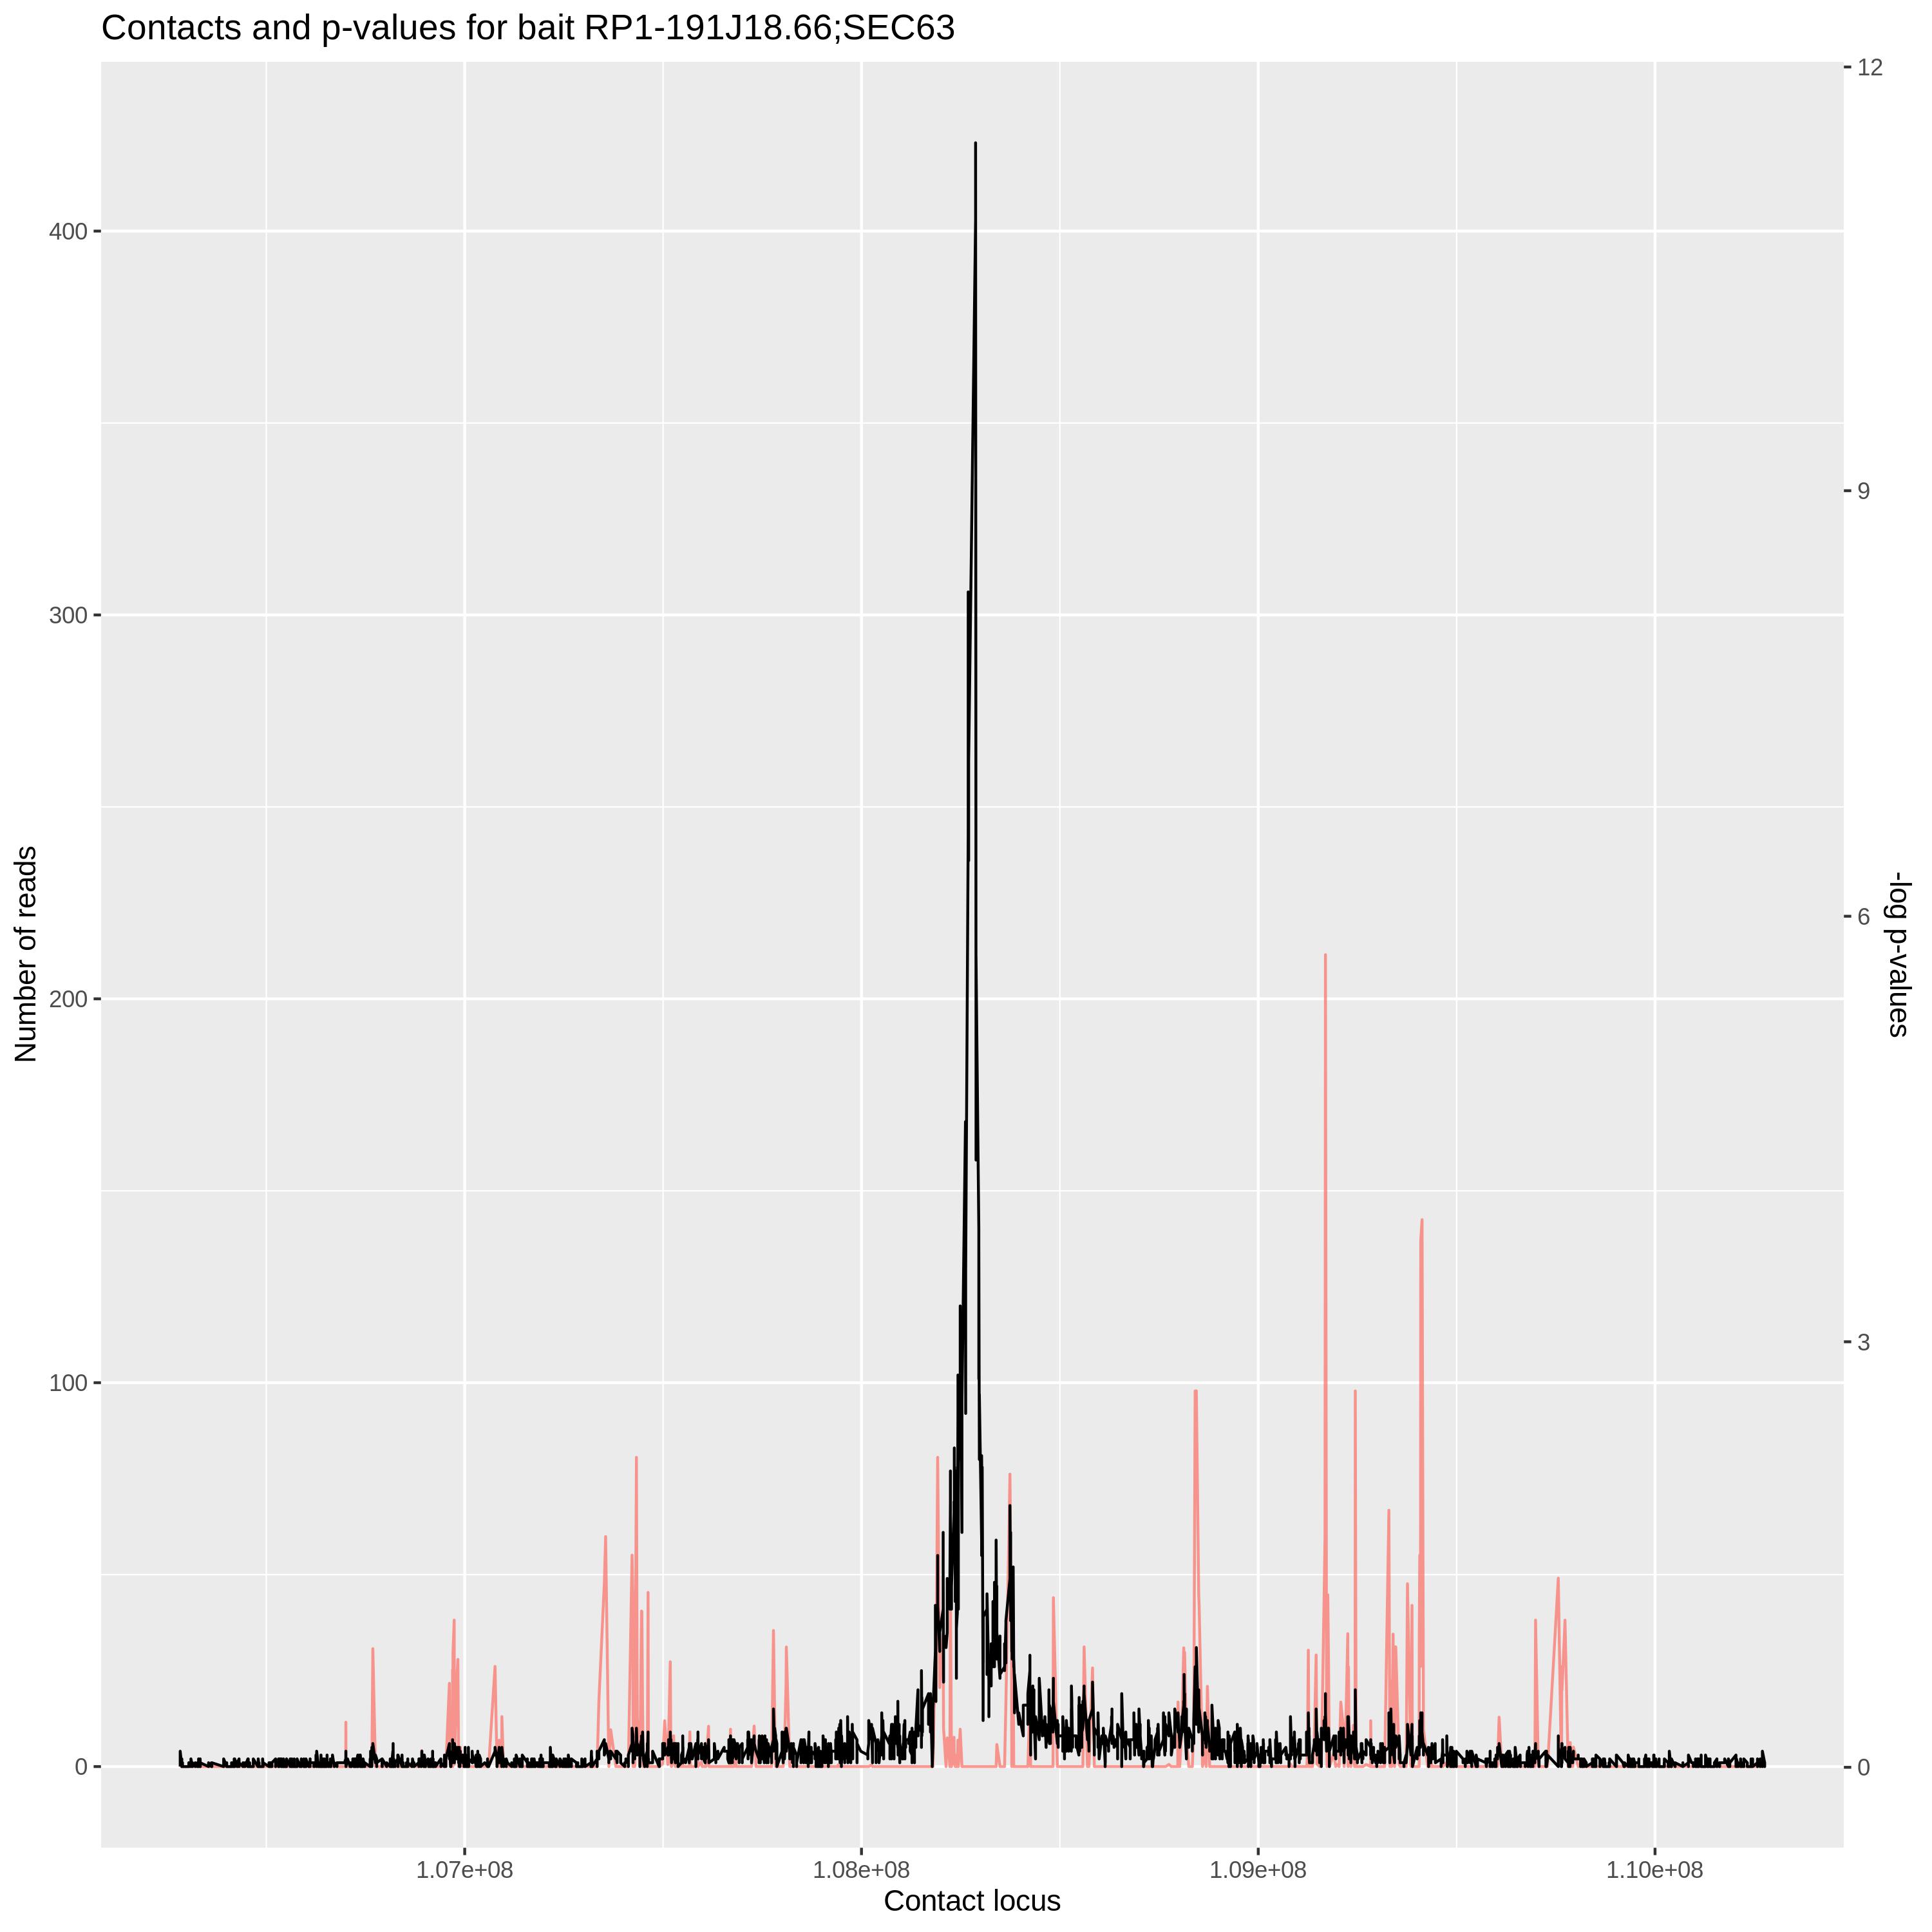 Contacts and p-values for bait RP1-191J18.66;SEC63
400
300
200
100
0
Number of reads
12
9
6
3
0
-log p-values
1.07e+08
1.08e+08
1.09e+08
1.10e+08
Contact locus